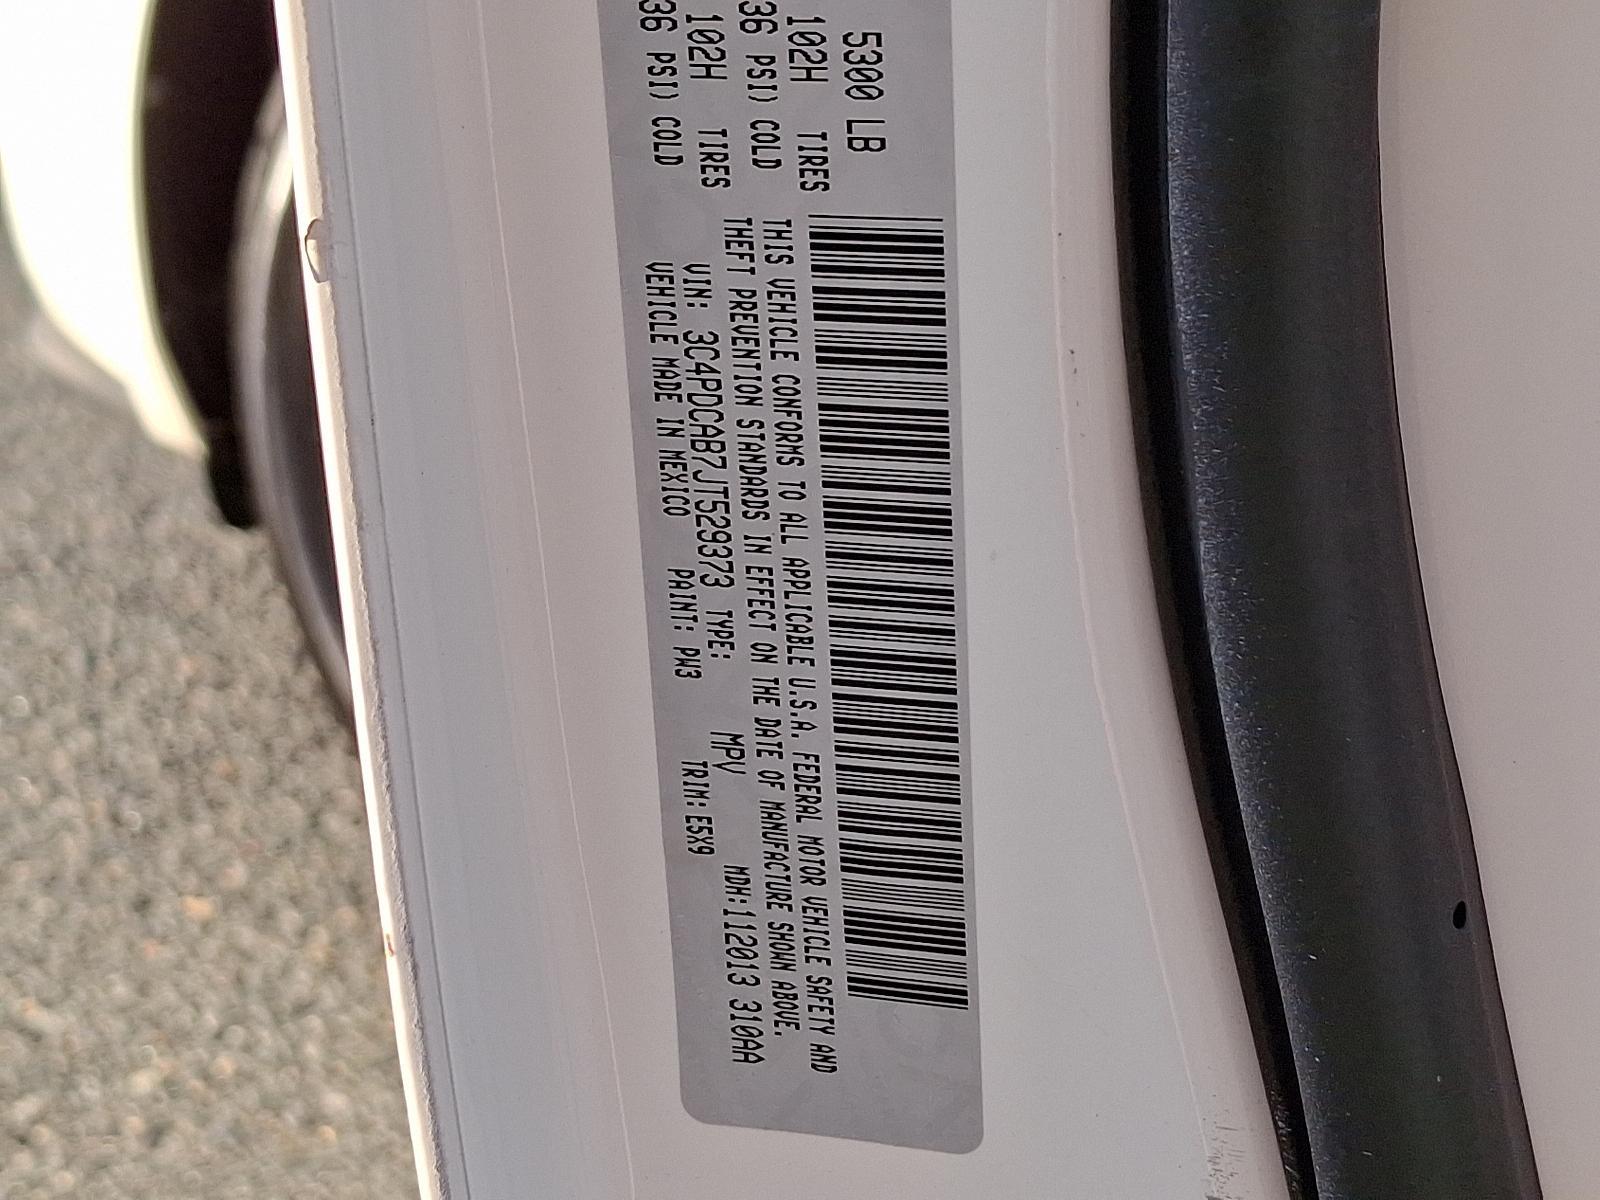 5300 LB
102H TIRES
36 PSI) COLD
102H TIRES
36 PSI) COLD
THIS VEHICLE CONFORMS TO ALL APPLICABLE U.S.A. FEDERAL MOTOR VEHICLE SAFETY AND
THEFT PREVENTION STANDARDS IN EFFECT ON THE DATE OF MANUFACTURE SHOWN ABOVE.
VIN: 3C4PDCAB7JT529373 TYPE: MPV MDH:112013 310AA
VEHICLE MADE IN MEXICO PAINT: PW3 TRIM: E5X9